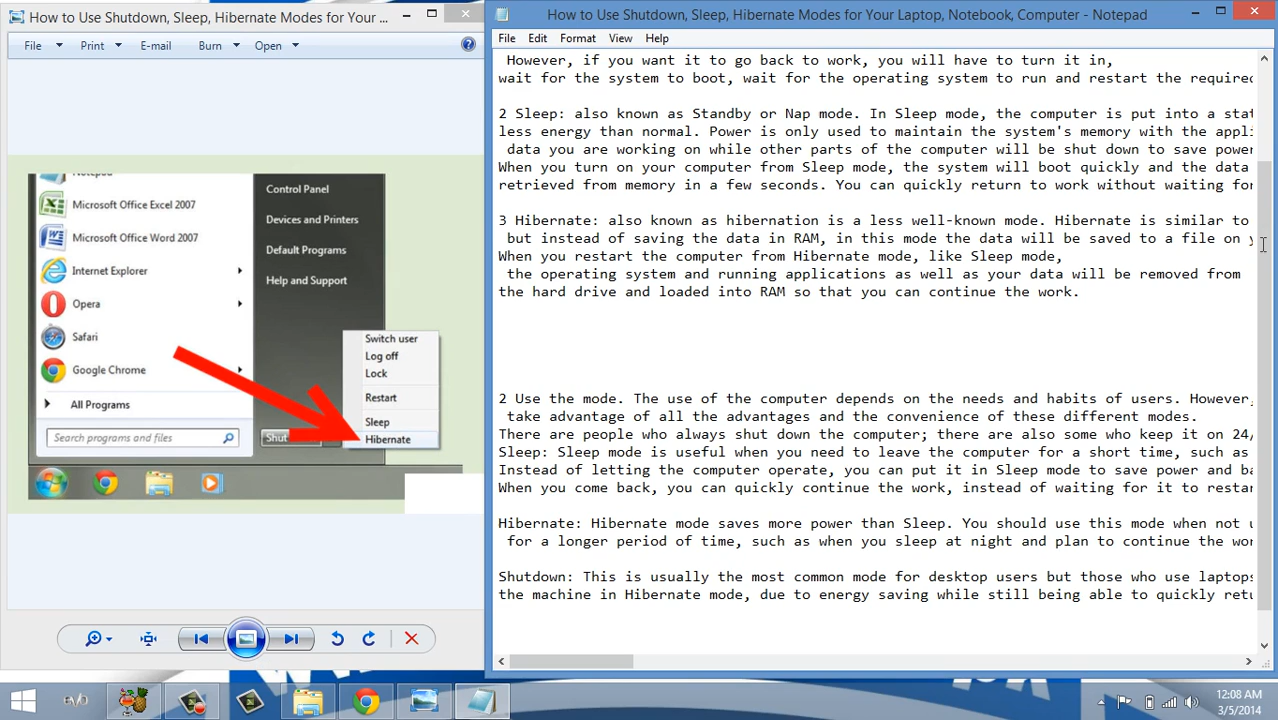 How to Use Shutdown, Sleep, Hibernate Modes for Your ...
File Print E-mail Burn Open
Microsoft Office Excel 2007
Microsoft Office Word 2007
Internet Explorer
Opera
Safari
Google Chrome
All Programs
Search programs and files
Control Panel
Devices and Printers
Default Programs
Help and Support
Switch user
Log off
Lock
Restart
Sleep
Hibernate
Shut
How to Use Shutdown, Sleep, Hibernate Modes for Your Laptop, Notebook, Computer - Notepad
File Edit Format View Help
However, if you want it to go back to work, you will have to turn it in,
wait for the system to boot, wait for the operating system to run and restart the required
2 Sleep: also known as Standby or Nap mode. In Sleep mode, the computer is put into a stat
less energy than normal. Power is only used to maintain the system's memory with the appli
data you are working on while other parts of the computer will be shut down to save power
When you turn on your computer from Sleep mode, the system will boot quickly and the data
retrieved from memory in a few seconds. You can quickly return to work without waiting for
3 Hibernate: also known as hibernation is a less well-known mode. Hibernate is similar to
but instead of saving the data in RAM, in this mode the data will be saved to a file on y
When you restart the computer from Hibernate mode, like Sleep mode,
the operating system and running applications as well as your data will be removed from
the hard drive and loaded into RAM so that you can continue the work.
2 Use the mode. The use of the computer depends on the needs and habits of users. However,
take advantage of all the advantages and the convenience of these different modes.
There are people who always shut down the computer; there are also some who keep it on 24/
Sleep: Sleep mode is useful when you need to leave the computer for a short time, such as
Instead of letting the computer operte, you can put it in Sleep mode to save power and ba
When you come back, you can quickly continue the work, instead of waiting for it to restar
Hibernate: Hibernate mode saves more power than Sleep. You should use this mode when not u
for a longer period of time, such as when you sleep at night and plan to continue the wor
Shutdown: This is usually the most common mode for desktop users but those who use laptops
the machine in Hibernate mode, due to energy saving while still being able to quickly retu
12:08 AM
3/5/2014